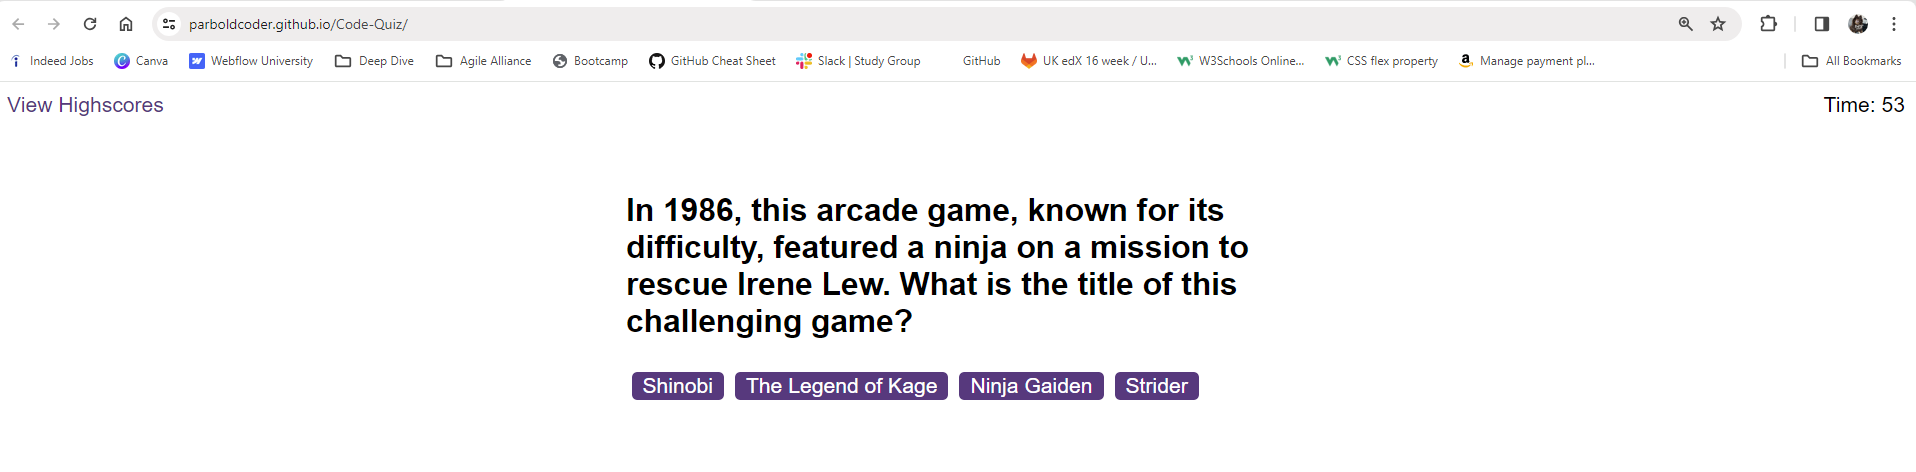 parboldcoder.github.io/Code-Quiz/
Indeed Jobs Canva Webflow University Deep Dive Agile Alliance Bootcamp GitHub Cheat Sheet Slack | Study Group GitHub UK edX 16 week / U... W3Schools Online... CSS flex property Manage payment pl... All Bookmarks
View Highscores Time: 53
In 1986, this arcade game, known for its
difficulty, featured a ninja on a mission to
rescue Irene Lew. What is the title of this
challenging game?
Shinobi The Legend of Kage Ninja Gaiden Strider